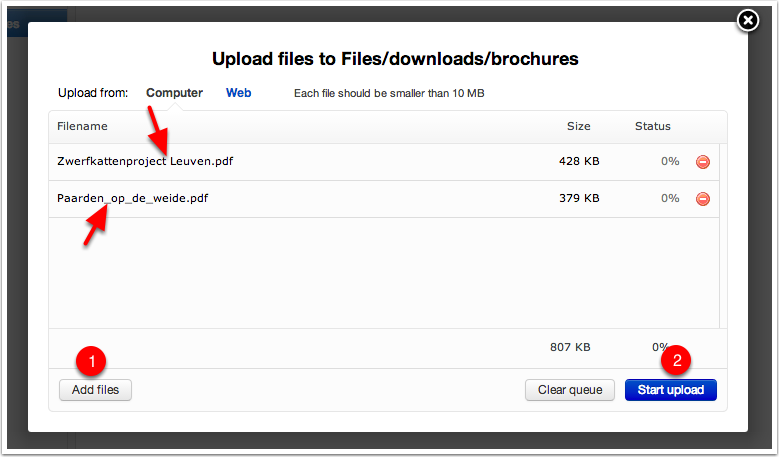 es
Upload files to Files/downloads/brochures
Upload from: Computer Web Each file should be smaller than 10 MB
Filename Size Status
Zwerfkattenproject Leuven.pdf 428 KB 0%
Paarden_op_de_weide.pdf 379 KB 0%
807 KB 0%
1 2
Add files Clear queue Start upload